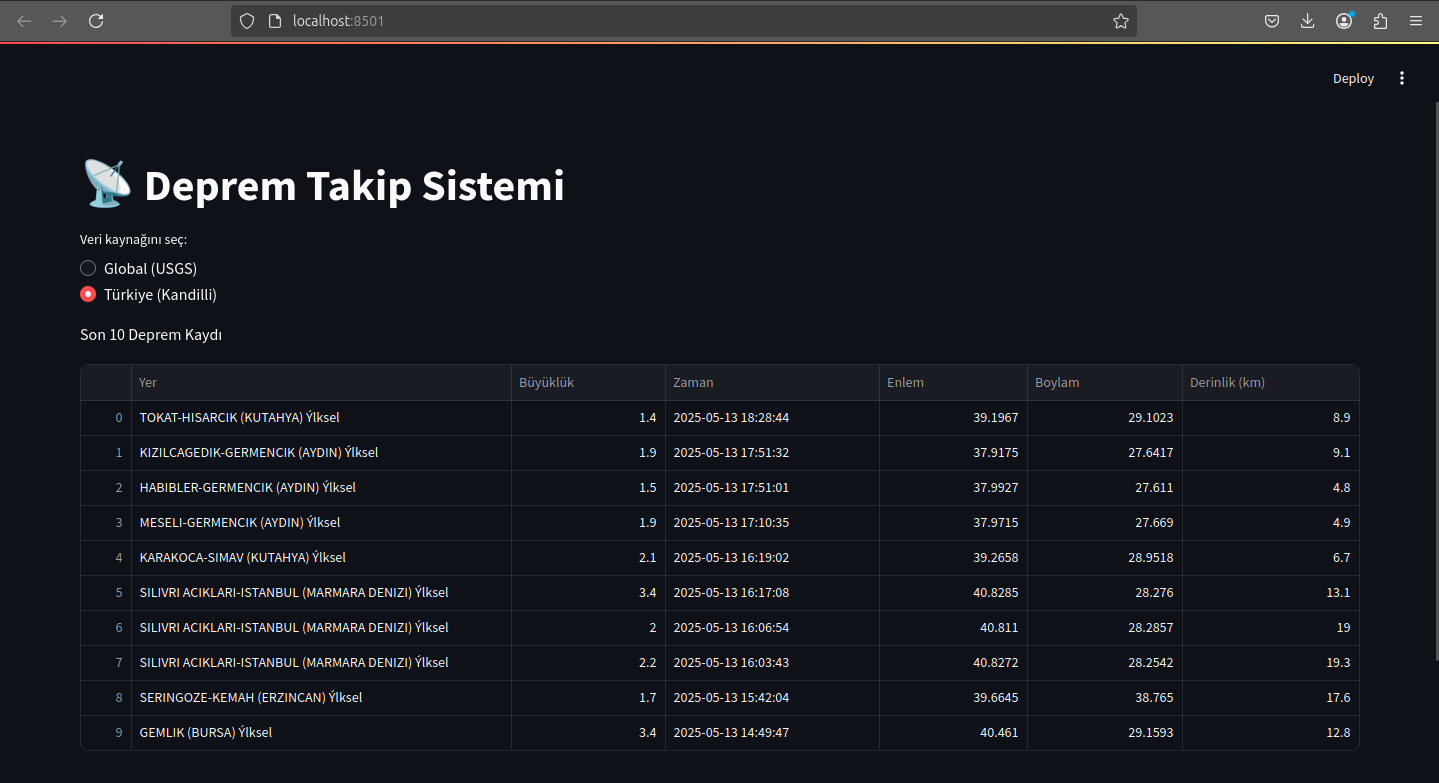 localhost:8501
Deploy
Deprem Takip Sistemi
Veri kaynağını seç:
Global (USGS)
Türkiye (Kandilli)
Son 10 Deprem Kaydı
Yer Büyüklük Zaman Enlem Boylam Derinlik (km)
0 TOKAT-HISARCIK (KUTAHYA) Ýlksel 1.4 2025-05-13 18:28:44 39.1967 29.1023 8.9
1 KIZILCAGEDIK-GERMENCIK (AYDIN) Ýlksel 1.9 2025-05-13 17:51:32 37.9175 27.6417 9.1
2 HABIBLER-GERMENCIK (AYDIN) Ýlksel 1.5 2025-05-13 17:51:01 37.9927 27.611 4.8
3 MESELI-GERMENCIK (AYDIN) Ýlksel 1.9 2025-05-13 17:10:35 37.9715 27.669 4.9
4 KARAKOCA-SIMAV (KUTAHYA) Ýlksel 2.1 2025-05-13 16:19:02 39.2658 28.9518 6.7
5 SILIVRI ACIKLARI-ISTANBUL (MARMARA DENIZI) Ýlksel 3.4 2025-05-13 16:17:08 40.8285 28.276 13.1
6 SILIVRI ACIKLARI-ISTANBUL (MARMARA DENIZI) Ýlksel 2 2025-05-13 16:06:54 40.811 28.2857 19
7 SILIVRI ACIKLARI-ISTANBUL (MARMARA DENIZI) Ýlksel 2.2 2025-05-13 16:03:43 40.8272 28.2542 19.3
8 SERINGOZE-KEMAH (ERZINCAN) Ýlksel 1.7 2025-05-13 15:42:04 39.6645 38.765 17.6
9 GEMLIK (BURSA) Ýlksel 3.4 2025-05-13 14:49:47 40.461 29.1593 12.8